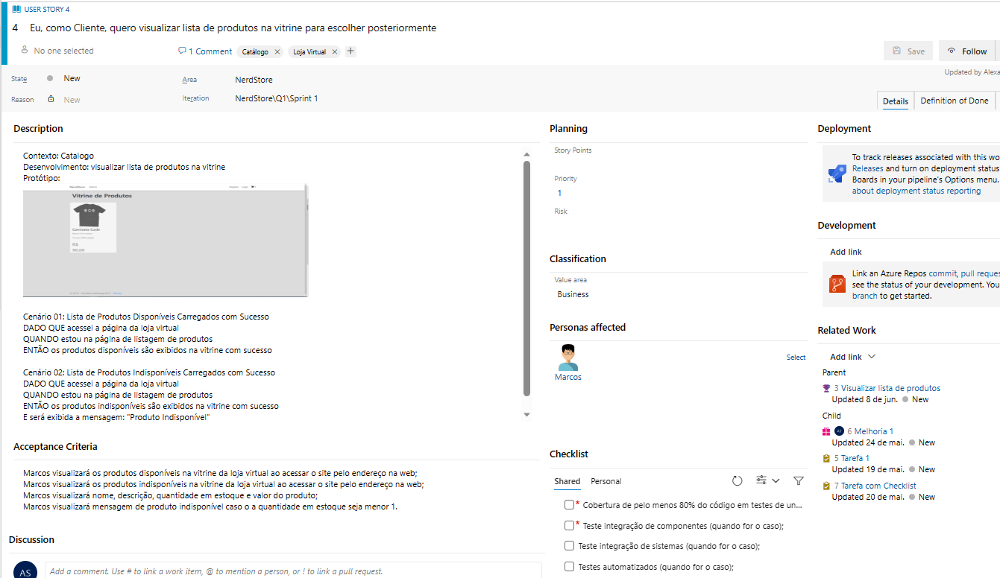 USER STORY 4
4 Eu, como Cliente, quero visualizar lista de produtos na vitrine para escolher posteriormente
No one selected
1 Comment
Catálogo
Loja Virtual
Save
Follow
State New
Area NerdStore
Updated by Alexa
Reason New
Iteration NerdStore\Q1\Sprint 1
Details
Definition of Done
Description
Contexto: Catalogo
Desenvolvimento: visualizar lista de produtos na vitrine
Protótipo:
Vitrine de Produtos
Camiseta Code
R$
90,00
Cenário 01: Lista de Produtos Disponíveis Carregados com Sucesso
DADO QUE acessei a página da loja virtual
QUANDO estou na página de listagem de produtos
ENTÃO os produtos disponíveis são exibidos na vitrine com sucesso
Cenário 02: Lista de Produtos Indisponíveis Carregados com Sucesso
DADO QUE acessei a página da loja virtual
QUANDO estou na página de listagem de produtos
ENTÃO os produtos indisponíveis são exibidos na vitrine com sucesso
E será exibida a mensagem: "Produto Indisponível"
Acceptance Criteria
Marcos visualizará os produtos disponíveis na vitrine da loja virtual ao acessar o site pelo endereço na web;
Marcos visualizará os produtos indisponíveis na vitrine da loja virtual ao acessar o site pelo endereço na web;
Marcos visualizará nome, descrição, quantidade em estoque e valor do produto;
Marcos visualizará mensagem de produto indisponível caso o a quantidade em estoque seja menor 1.
Discussion
AS
Add a comment. Use # to link a work item, @ to mention a person, or ! to link a pull request.
Planning
Story Points
Priority
1
Risk
Classification
Value area
Business
Personas affected
Select
Marcos
Checklist
Shared
Personal
* Cobertura de pelo menos 80% do código em testes de un...
* Teste integração de componentes (quando for o caso);
Teste integração de sistemas (quando for o caso);
Testes automatizados (quando for o caso);
Deployment
To track releases associated with this wo
Releases and turn on deployment status
Boards in your pipeline's Options menu.
about deployment status reporting
Development
Add link
Link an Azure Repos commit, pull reques
see the status of your development. You
branch to get started.
Related Work
Add link
Parent
3 Visualizar lista de produtos
Updated 8 de jun. New
Child
AS 6 Melhoria 1
Updated 24 de mai. New
5 Tarefa 1
Updated 19 de mai. New
7 Tarefa com Checklist
Updated 20 de mai. New